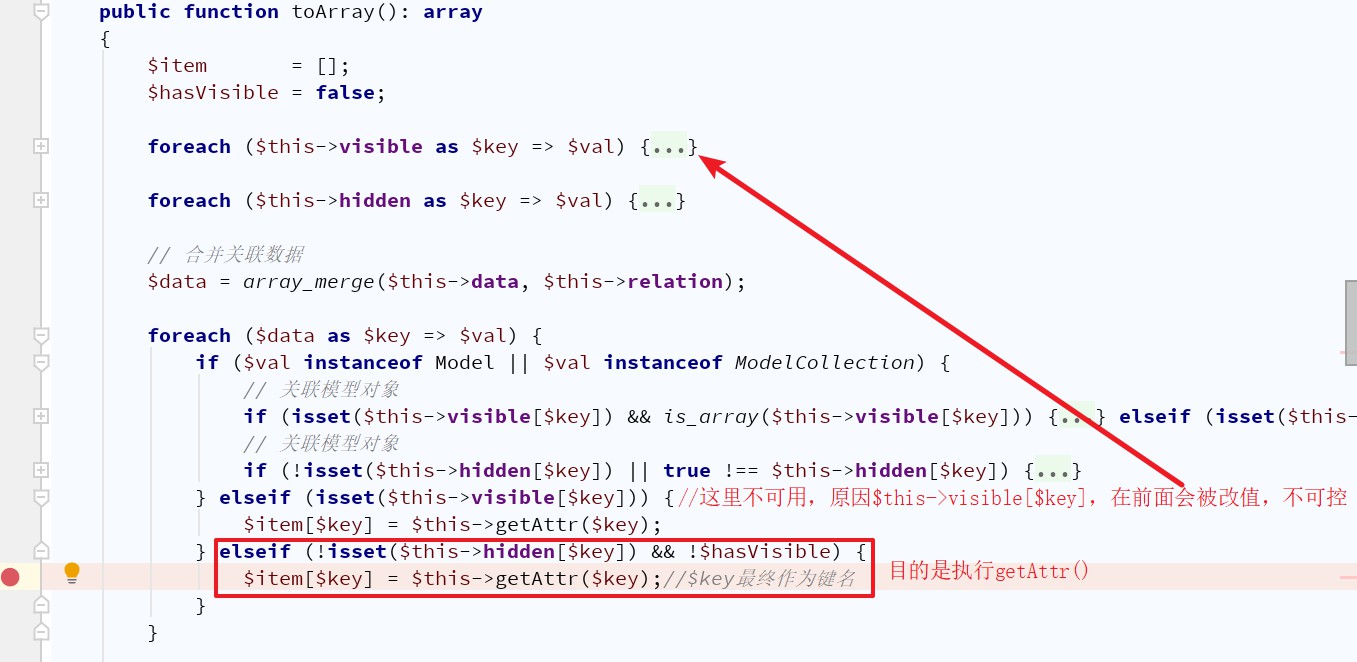 public function toArray(): array
{
$item       = [];
$hasVisible = false;
foreach ($this->visible as $key => $val) {...}
foreach ($this->hidden as $key => $val) {...}
// 合并关联数据
$data = array_merge($this->data, $this->relation);
foreach ($data as $key => $val) {
if ($val instanceof Model || $val instanceof ModelCollection) {
// 关联模型对象
if (isset($this->visible[$key]) && is_array($this->visible[$key])) {...} elseif (isset($this-
// 关联模型对象
if (!isset($this->hidden[$key]) || true !== $this->hidden[$key]) {...}
} elseif (isset($this->visible[$key])) { //这里不可用，原因$this->visible[$key]，在前面会被改值，不可控
$item[$key] = $this->getAttr($key);
} elseif (!isset($this->hidden[$key]) && !$hasVisible) {
$item[$key] = $this->getAttr($key);//$key最终作为键名 目的是执行getAttr()
}
}